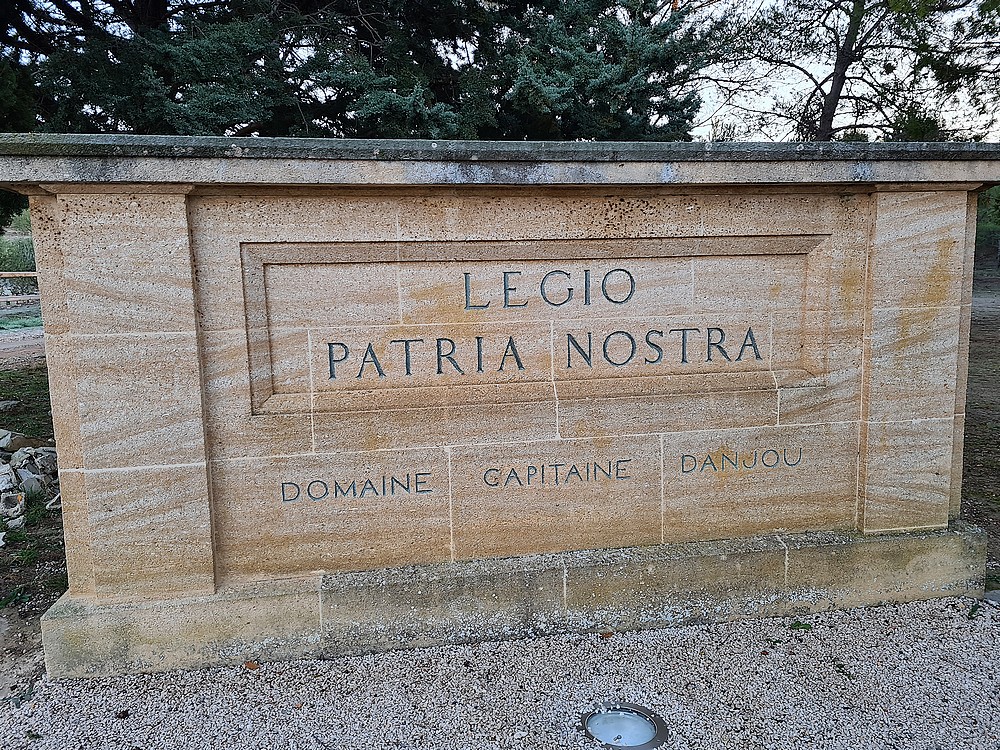 LEGIO
PATRIA NOSTRA
DOMAINE CAPITAINE DANJOU